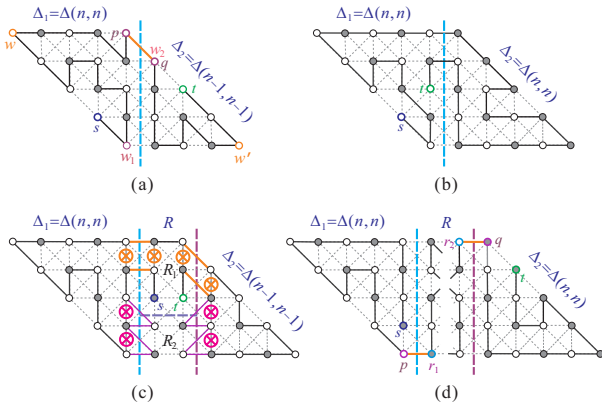 Δ₁=Δ(n, n)
w
p
w₂
q
Δ₂=Δ(n–1, n–1)
t
s
w₁
w'
(a)
Δ₁=Δ(n, n)
Δ₂=Δ(n, n)
t
s
(b)
Δ₁=Δ(n, n)
R
R₁
Δ₂=Δ(n–1, n–1)
s
t
R₂
(c)
Δ₁=Δ(n, n)
R
r₂
q
Δ₂=Δ(n, n)
t
s
p
r₁
(d)